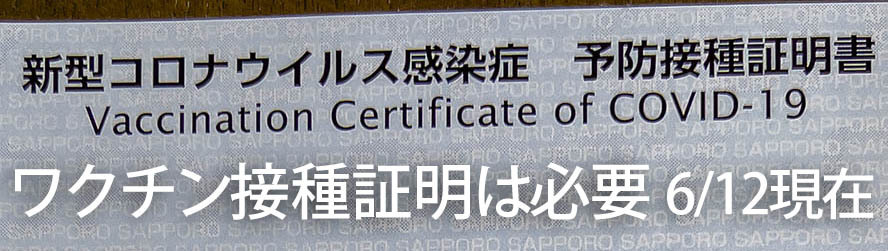 新型コロナウイルス感染症　予防接種証明書
Vaccination Certificate of COVID-19
ワクチン接種証明は必要 6/12現在
SAPPORO